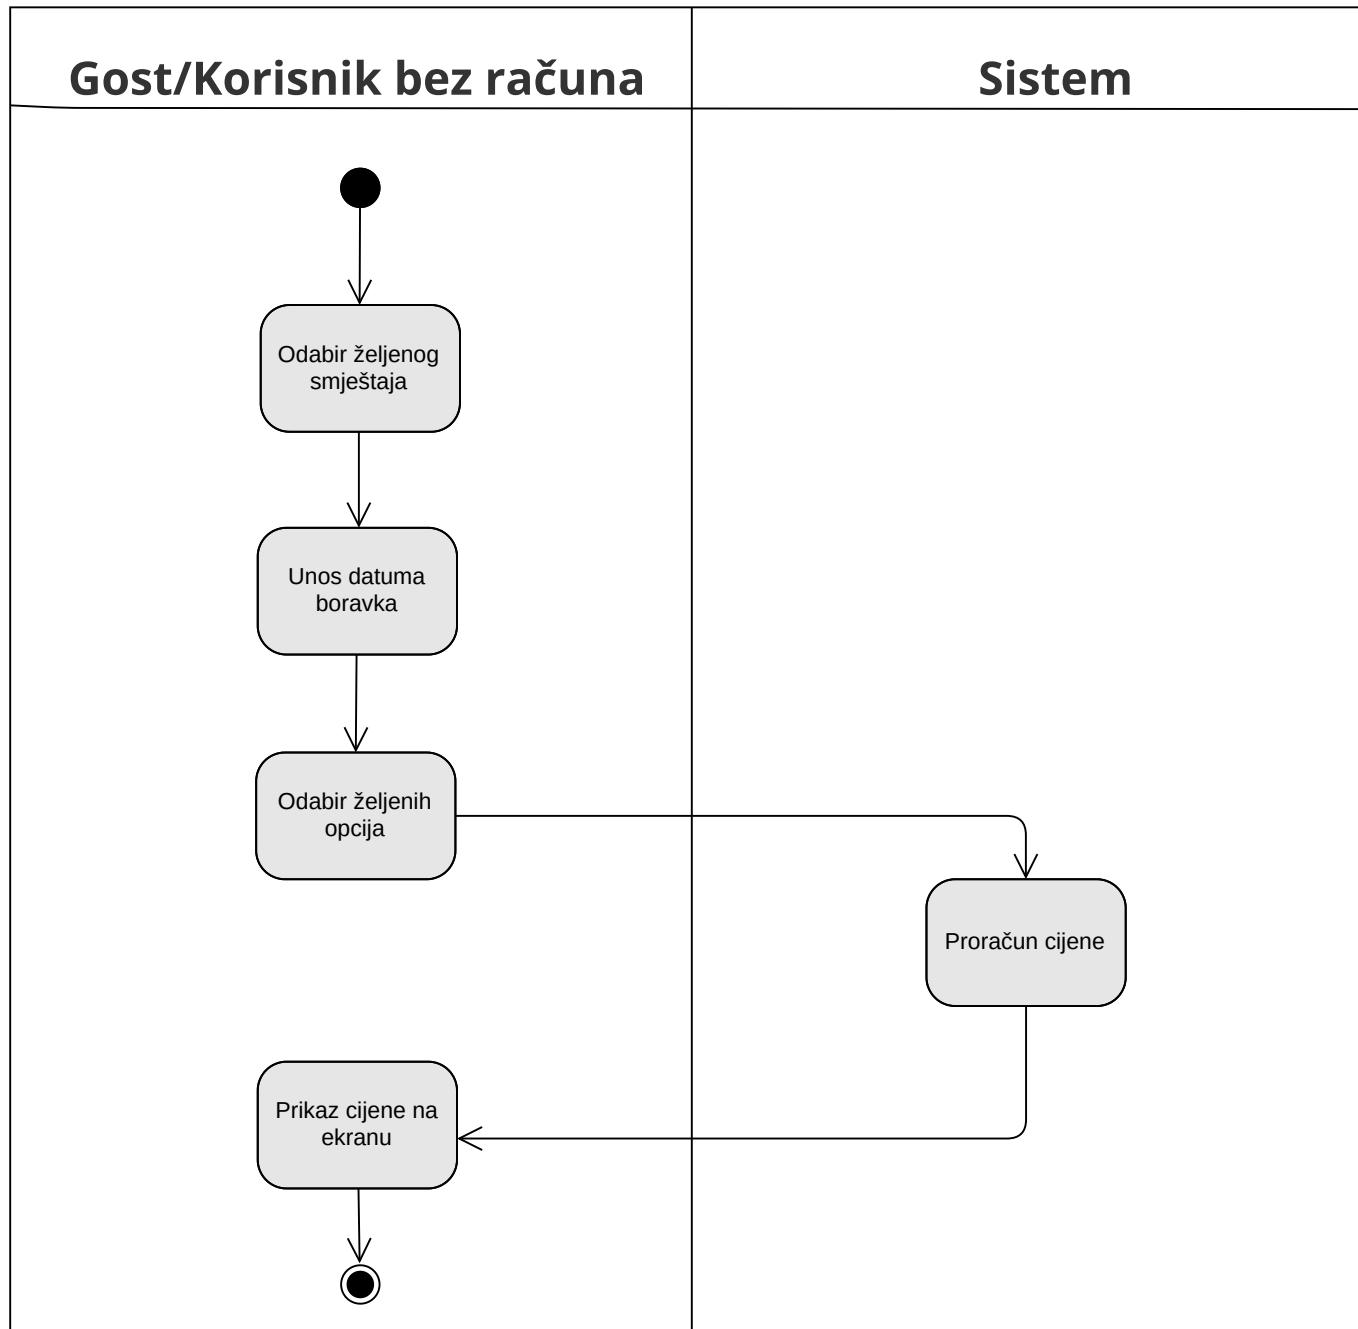 Gost/Korisnik bez računa
Sistem
Odabir željenog
smještaja
Unos datuma
boravka
Odabir željenih
opcija
Proračun cijene
Prikaz cijene na
ekranu